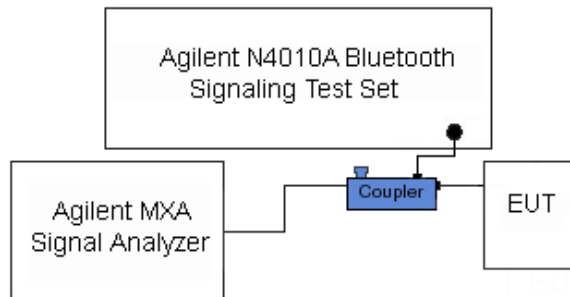 Agilent N4010A Bluetooth
Signaling Test Set
Coupler
Agilent MXA
Signal Analyzer
EUT